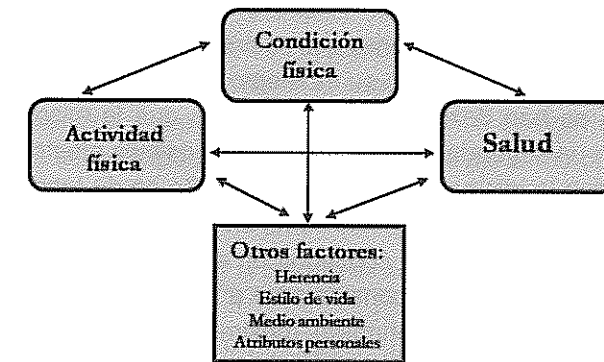 Condición
física
Actividad
física
Salud
Otros factores:
Herencia
Estilo de vida
Medio ambiente
Atributos personales